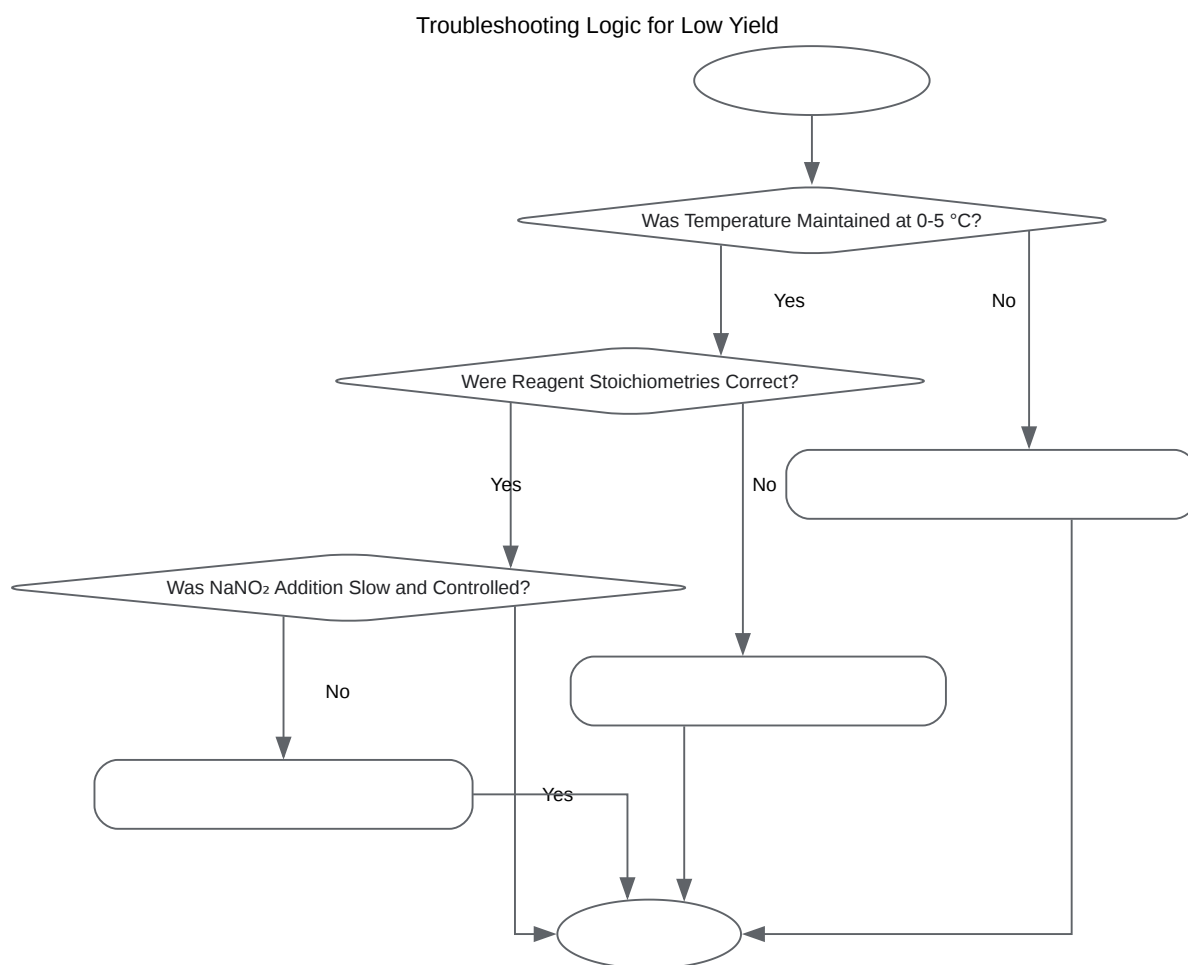 Troubleshooting Logic for Low Yield
Was Temperature Maintained at 0-5 °C?
Yes
No
Were Reagent Stoichiometries Correct?
Yes
No
Was NaNO₂ Addition Slow and Controlled?
No
Yes